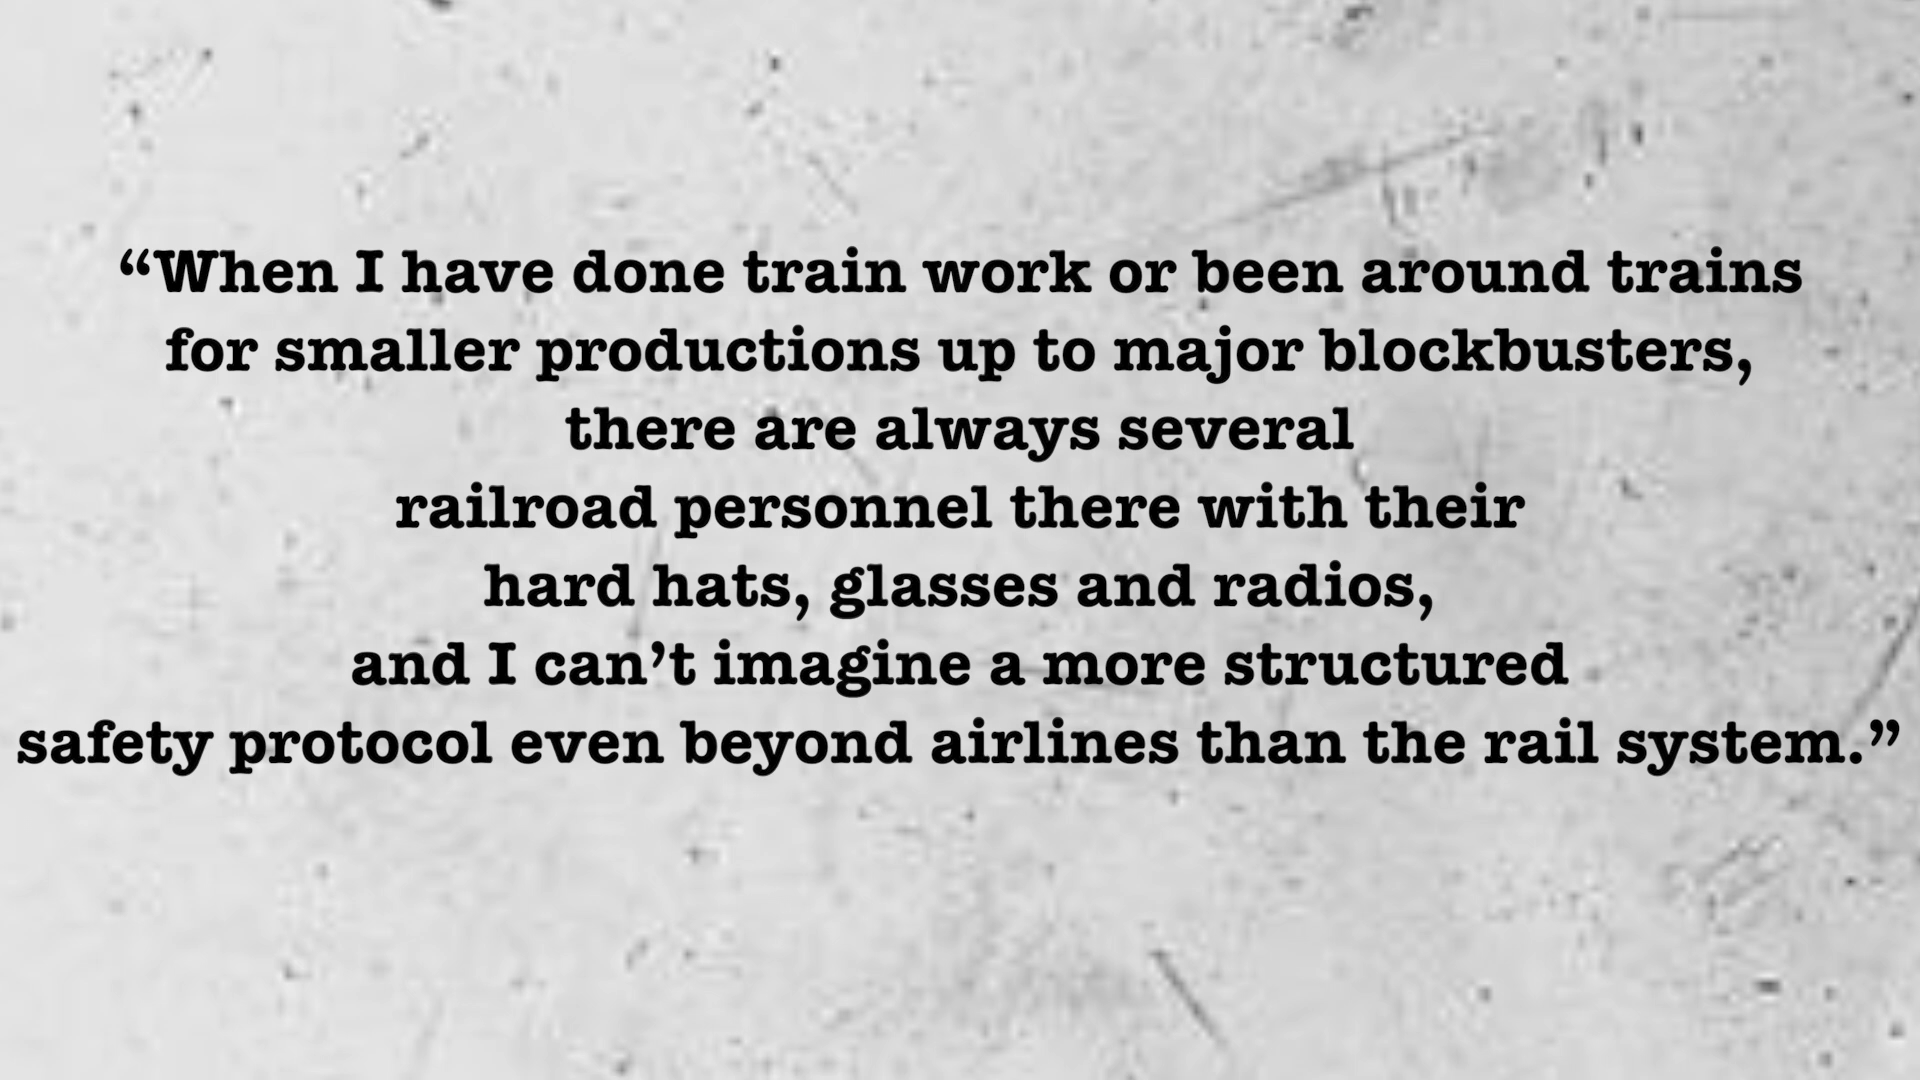 “When I have done train work or been around trains
for smaller productions up to major blockbusters,
there are always several
railroad personnel there with their
hard hats, glasses and radios,
and I can’t imagine a more structured
safety protocol even beyond airlines than the rail system.”